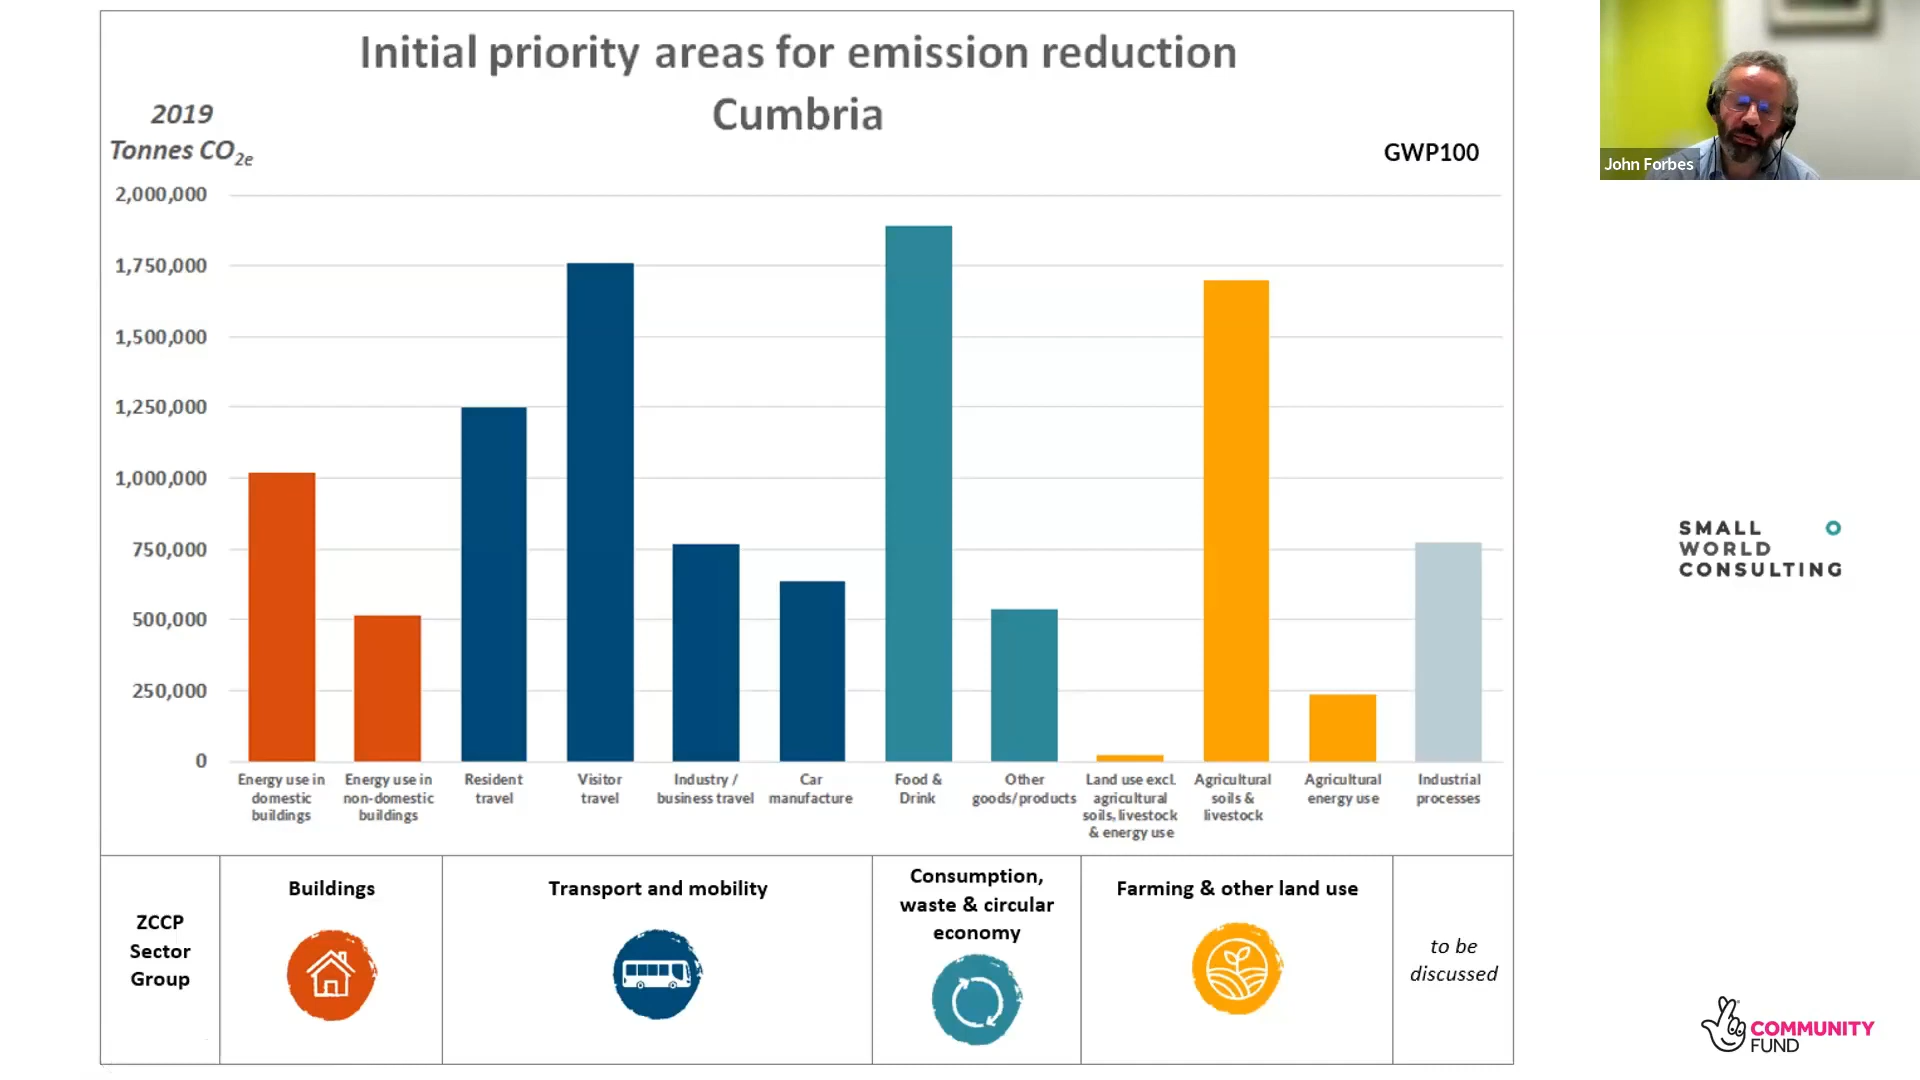 Initial priority areas for emission reduction
Cumbria
2019
Tonnes CO2e
GWP100
2,000,000
1,750,000
1,500,000
1,250,000
1,000,000
750,000
500,000
250,000
0
Energy use in
domestic
buildings
Energy use in
non-domestic
buildings
Resident
travel
Visitor
travel
Industry /
business travel
Car
manufacture
Food &
Drink
Other
goods/products
Land use excl.
agricultural
soils, livestock
& energy use
Agricultural
soils &
livestock
Agricultural
energy use
Industrial
processes
ZCCP
Sector
Group
Buildings
Transport and mobility
Consumption,
waste & circular
economy
Farming & other land use
to be
discussed
John Forbes
SMALL
WORLD
CONSULTING
COMMUNITY
FUND